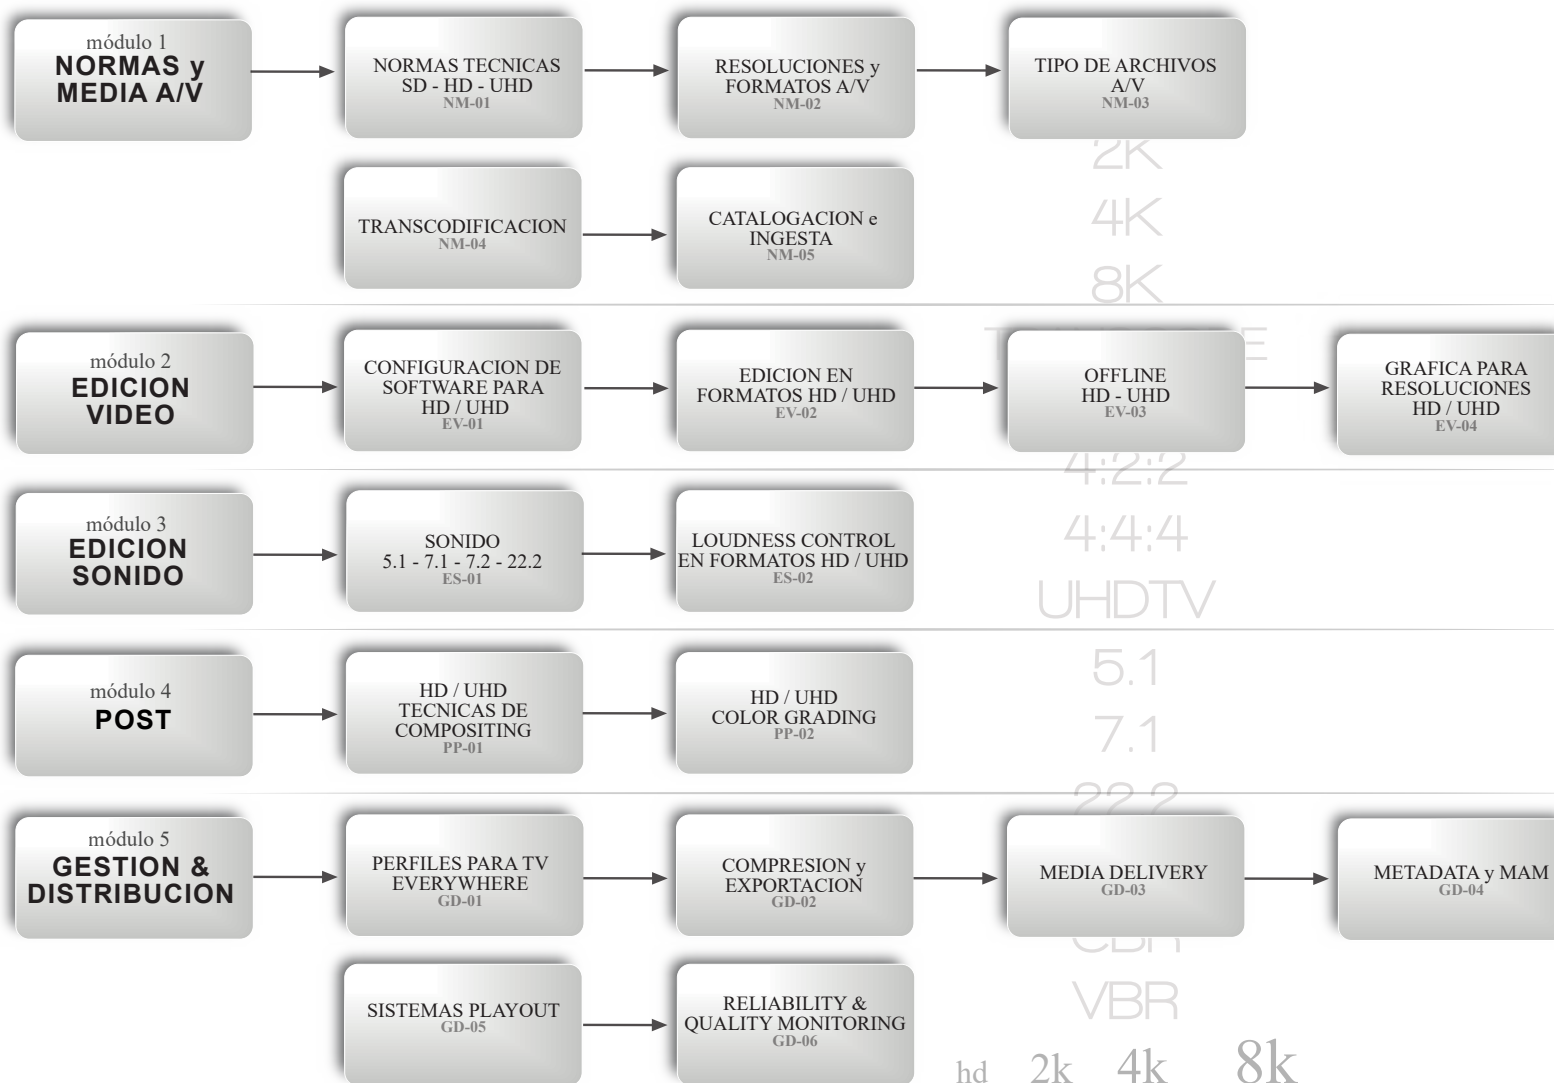 módulo 1
NORMAS y
MEDIA A/V
NORMAS TECNICAS
SD - HD - UHD
NM-01
RESOLUCIONES y
FORMATOS A/V
NM-02
TIPO DE ARCHIVOS
A/V
NM-03
2K
TRANSCODIFICACION
NM-04
CATALOGACION e
INGESTA
NM-05
4K
8K
módulo 2
EDICION
VIDEO
CONFIGURACION DE
SOFTWARE PARA
HD / UHD
EV-01
EDICION EN
FORMATOS HD / UHD
EV-02
OFFLINE
HD - UHD
EV-03
GRAFICA PARA
RESOLUCIONES
HD / UHD
EV-04
4:2:2
módulo 3
EDICION
SONIDO
SONIDO
5.1 - 7.1 - 7.2 - 22.2
ES-01
LOUDNESS CONTROL
EN FORMATOS HD / UHD
ES-02
4:4:4
UHDTV
módulo 4
POST
HD / UHD
TECNICAS DE
COMPOSITING
PP-01
HD / UHD
COLOR GRADING
PP-02
5.1
7.1
22.2
módulo 5
GESTION &
DISTRIBUCION
PERFILES PARA TV
EVERYWHERE
GD-01
COMPRESION y
EXPORTACION
GD-02
MEDIA DELIVERY
GD-03
METADATA y MAM
GD-04
CBR
SISTEMAS PLAYOUT
GD-05
RELIABILITY &
QUALITY MONITORING
GD-06
VBR
hd 2k 4k 8k